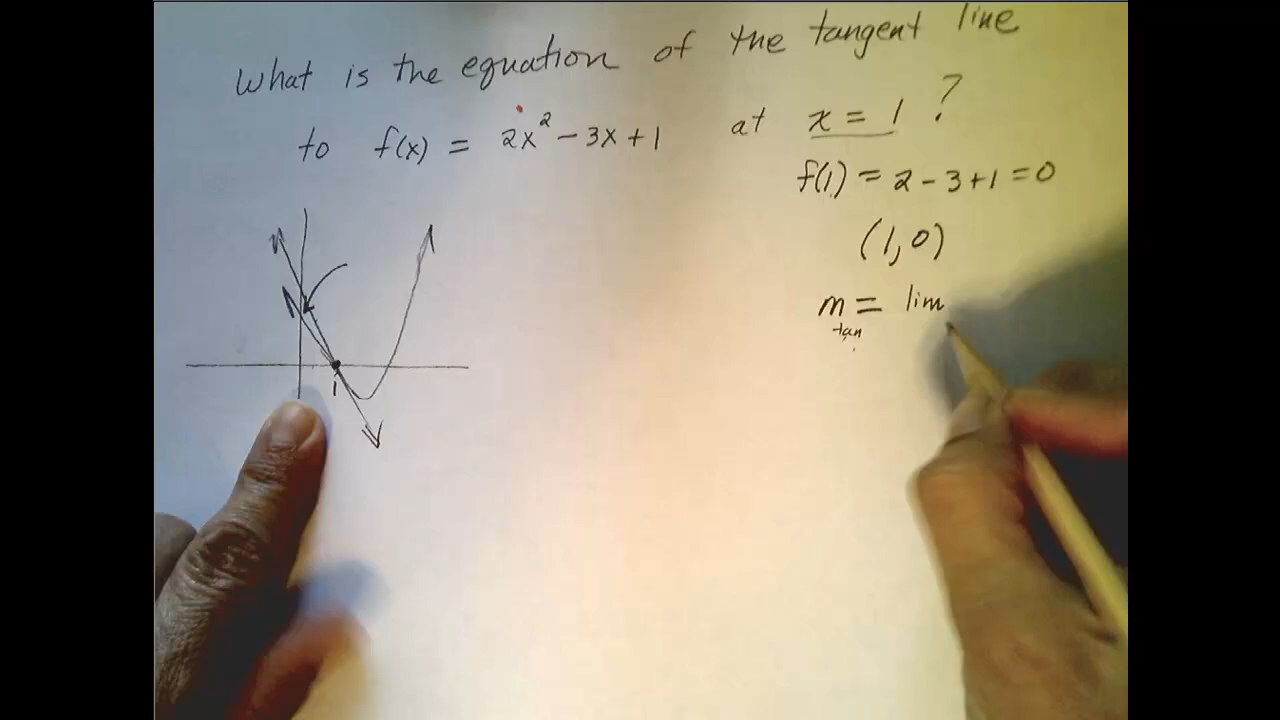 What is the equation of the tangent line
to f(x) = 2x² - 3x + 1 at x = 1 ?
f(1) = 2 - 3 + 1 = 0
(1, 0)
m = lim
tan
1